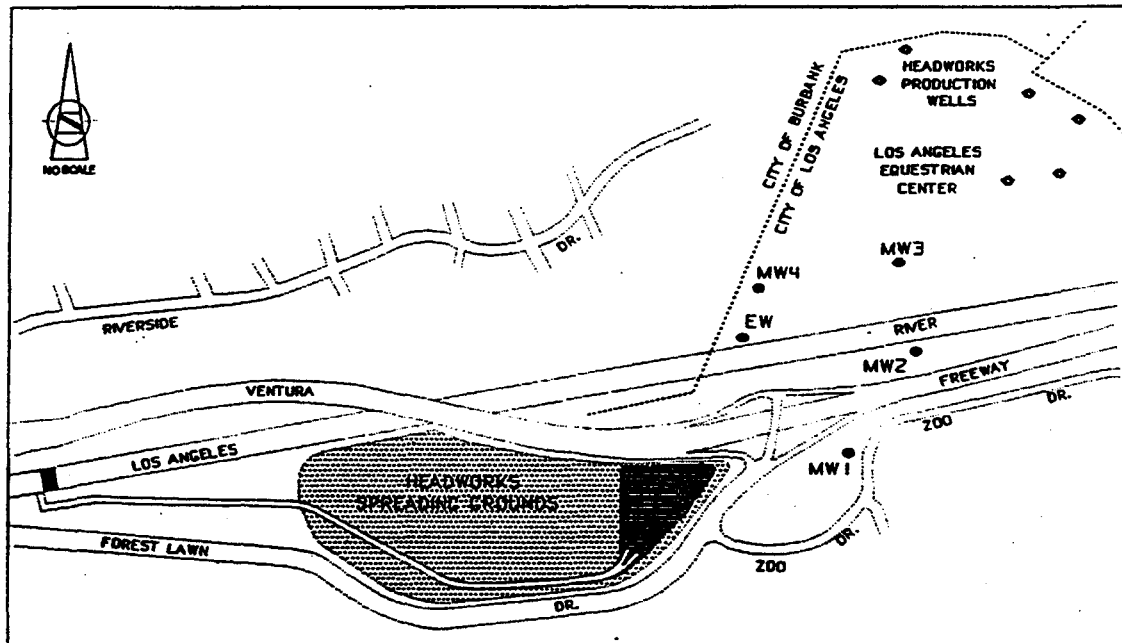 NO SCALE
CITY OF BURBANK
CITY OF LOS ANGELES
HEADWORKS
PRODUCTION
WELLS
LOS ANGELES
EQUESTRIAN
CENTER
DR.
MW3
MW4
RIVERSIDE
EW
RIVER
MW2
FREEWAY
VENTURA
DR.
ZOO
LOS ANGELES
MW1
HEADWORKS
SPREADING GROUNDS
FOREST LAWN
DR.
ZOO
DR.